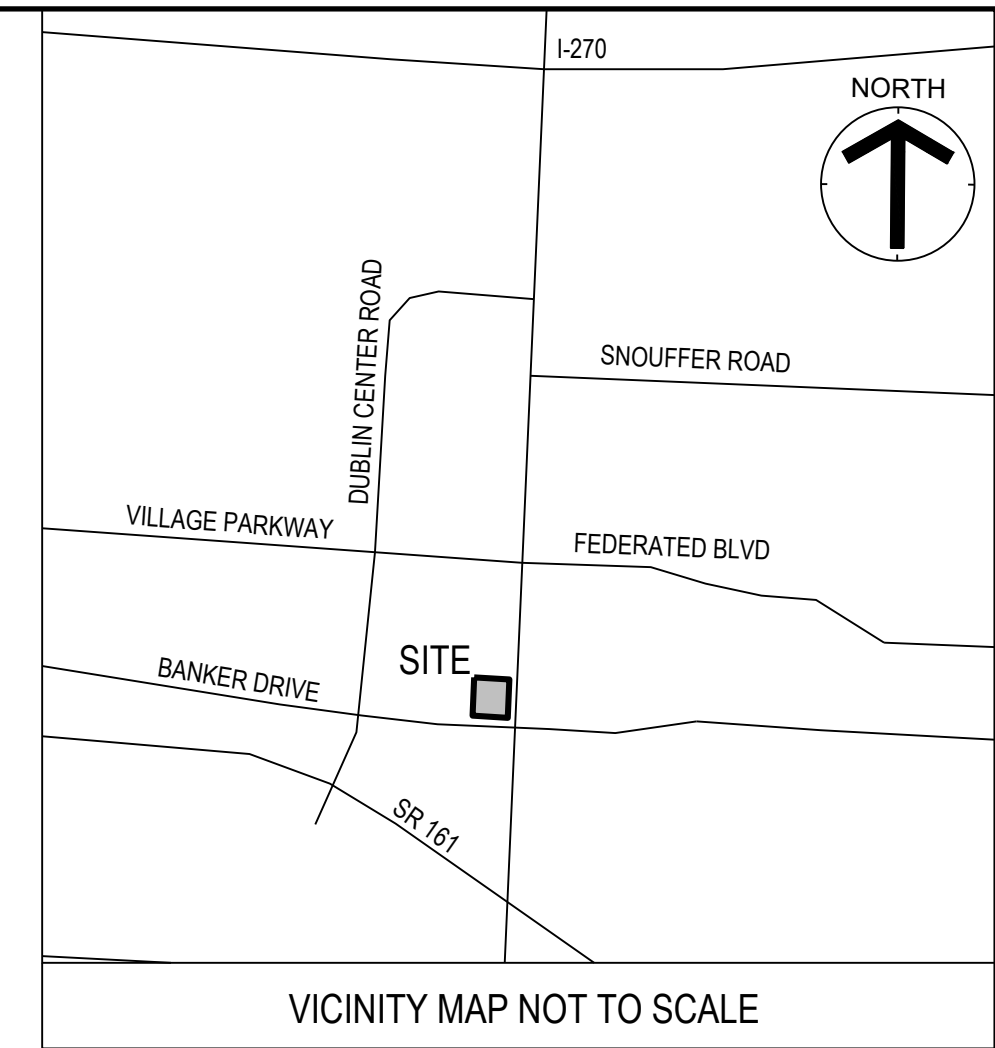 I-270
NORTH
DUBLIN CENTER ROAD
SNOUFFER ROAD
VILLAGE PARKWAY
FEDERATED BLVD
SITE
BANKER DRIVE
SR 161
VICINITY MAP NOT TO SCALE